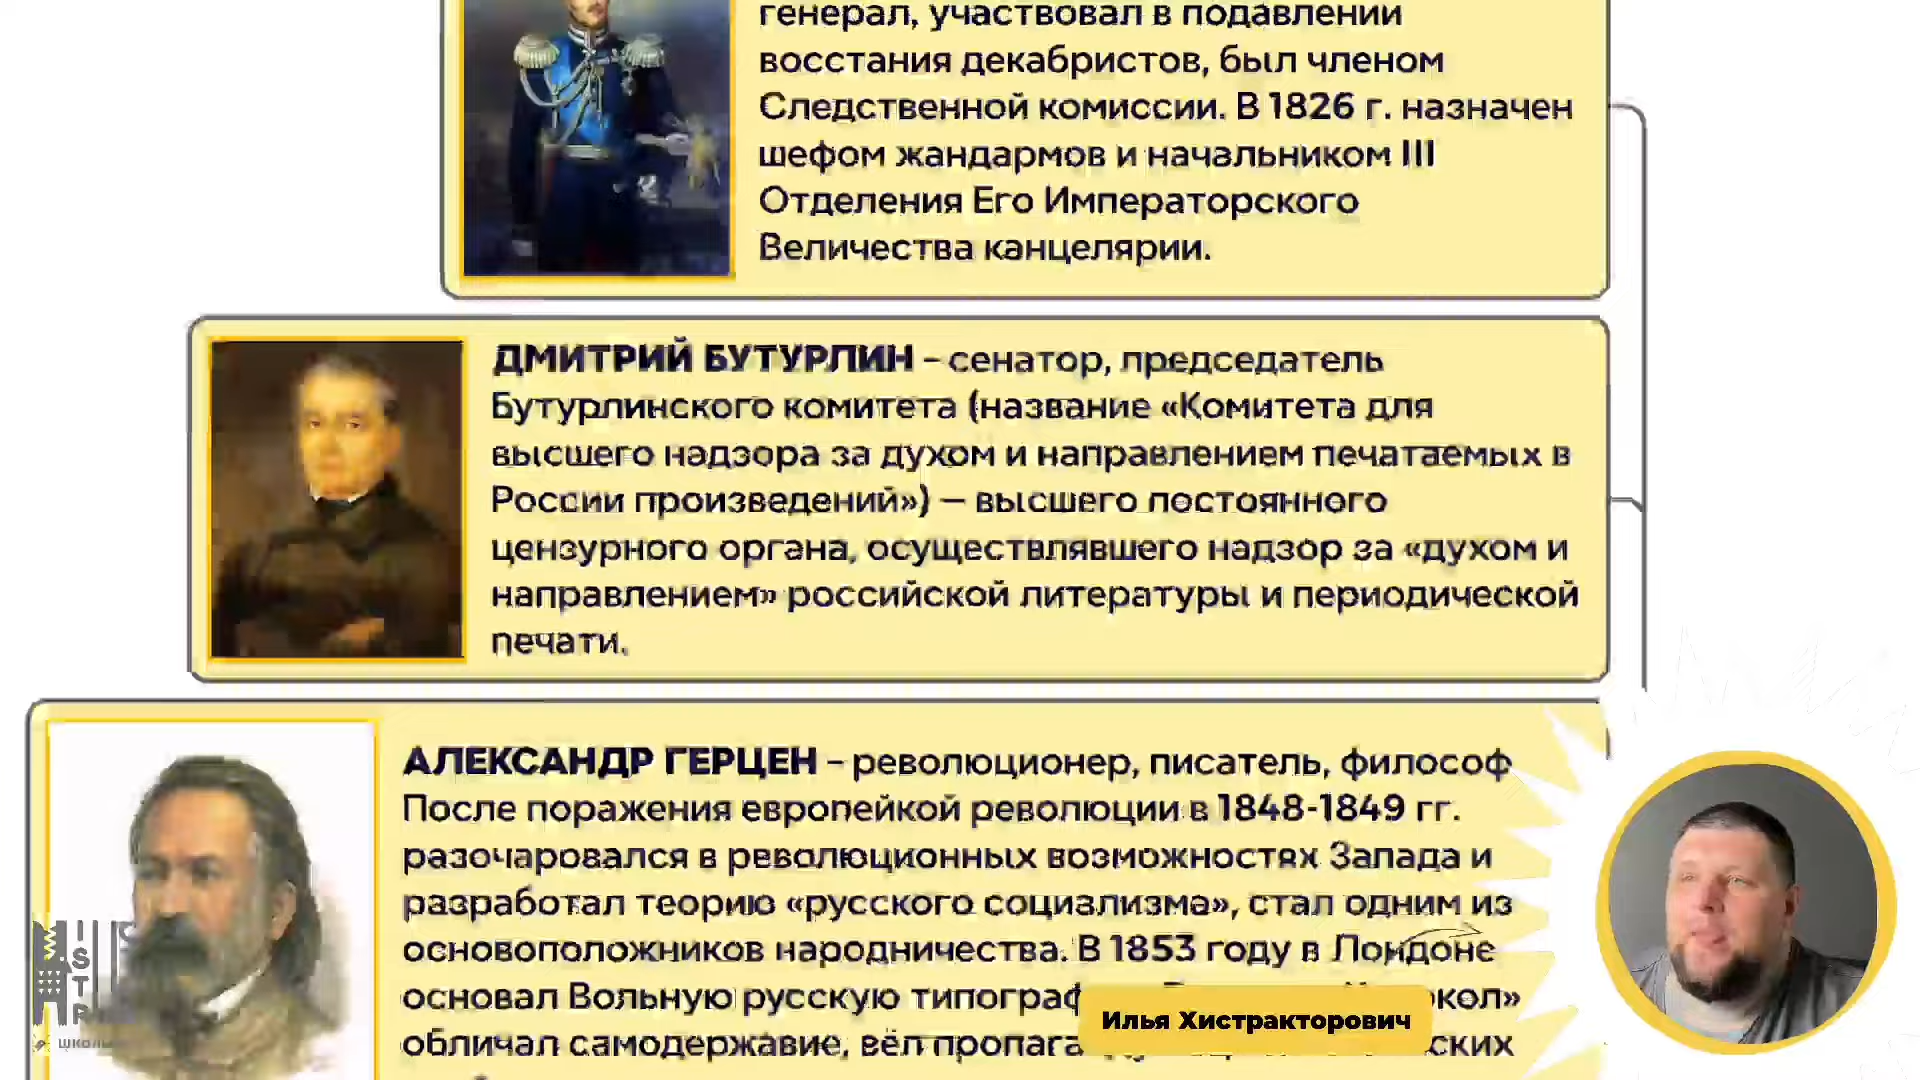 генерал, участвовал в подавлении
восстания декабристов, был членом
Следственной комиссии. В 1826 г. назначен
шефом жандармов и начальником III
Отделения Его Императорского
Величества канцелярии.
ДМИТРИЙ БУТУРЛИН – сенатор, председатель
Бутурлинского комитета (название «Комитета для
высшего надзора за духом и направлением печатаемых в
России произведений») — высшего постоянного
цензурного органа, осуществлявшего надзор за «духом и
направлением» российской литературы и периодической
печати.
АЛЕКСАНДР ГЕРЦЕН – революционер, писатель, философ
После поражения европейкой революции в 1848-1849 гг.
разочаровался в революционных возможностях Запада и
разработал теорию «русского социализма», стал одним из
основоположников народничества. В 1853 году в Лондоне
основал Вольную русскую
обличал самодержавие, вёл
Илья Хистракторович